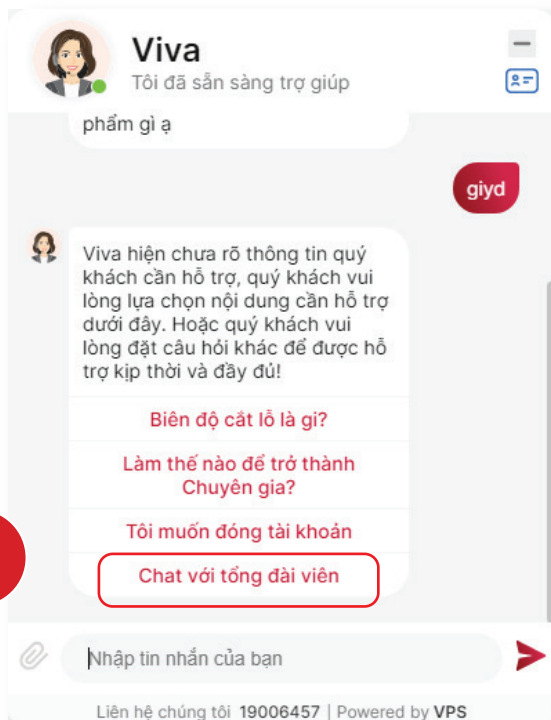 Viva
Tôi đã sẵn sàng trợ giúp
phẩm gì ạ
giyd
Viva hiện chưa rõ thông tin quý
khách cần hỗ trợ, quý khách vui
lòng lựa chọn nội dung cần hỗ trợ
dưới đây. Hoặc quý khách vui
lòng đặt câu hỏi khác để được hỗ
trợ kịp thời và đầy đủ!
Biên độ cắt lỗ là gi?
Làm thế nào để trở thành
Chuyên gia?
Tôi muốn đóng tài khoản
Chat với tổng đài viên
Nhập tin nhắn của bạn
Liên hệ chúng tôi 19006457 | Powered by VPS